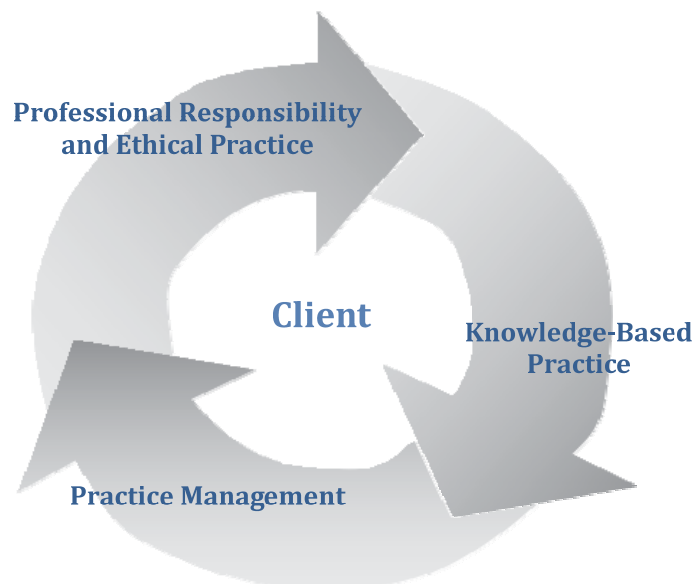 Professional Responsibility
and Ethical Practice
Client
Knowledge-Based
Practice
Practice Management